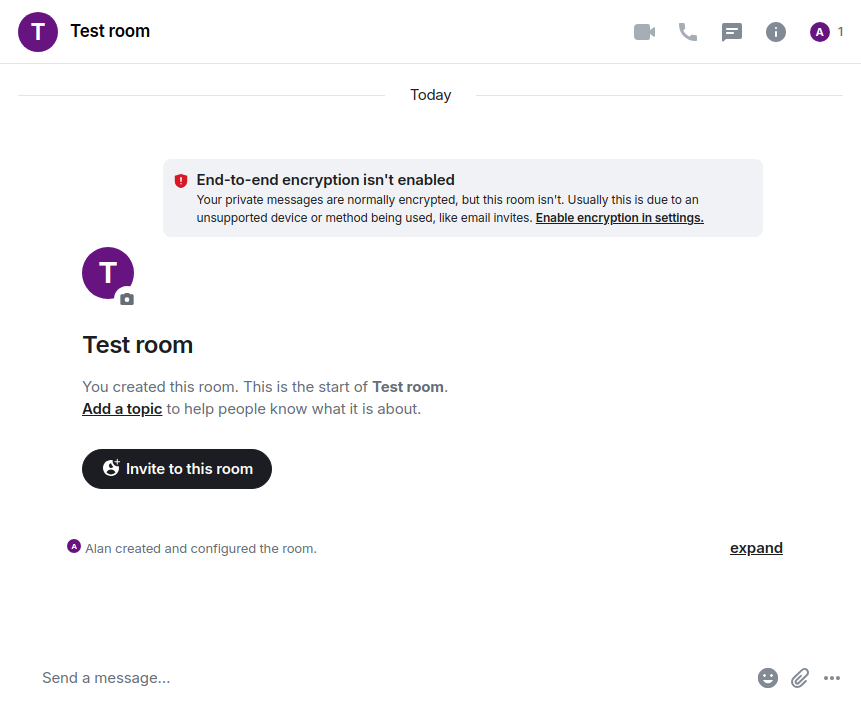 T Test room A 1
Today
End-to-end encryption isn't enabled
Your private messages are normally encrypted, but this room isn't. Usually this is due to an
unsupported device or method being used, like email invites. Enable encryption in settings.
T
Test room
You created this room. This is the start of Test room.
Add a topic to help people know what it is about.
Invite to this room
A Alan created and configured the room. expand
Send a message...